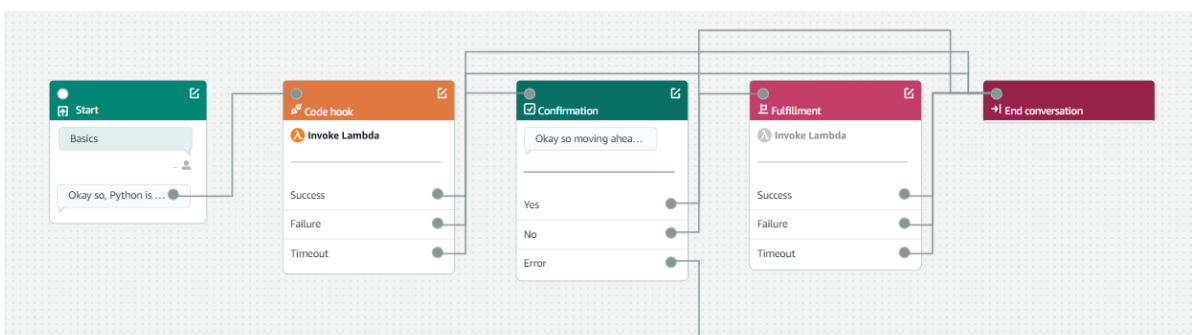 Start
Basics
Okay so, Python is ...
Code hook
Invoke Lambda
Success
Failure
Timeout
Confirmation
Okay so moving ahea...
Yes
No
Error
Fulfillment
Invoke Lambda
Success
Failure
Timeout
End conversation